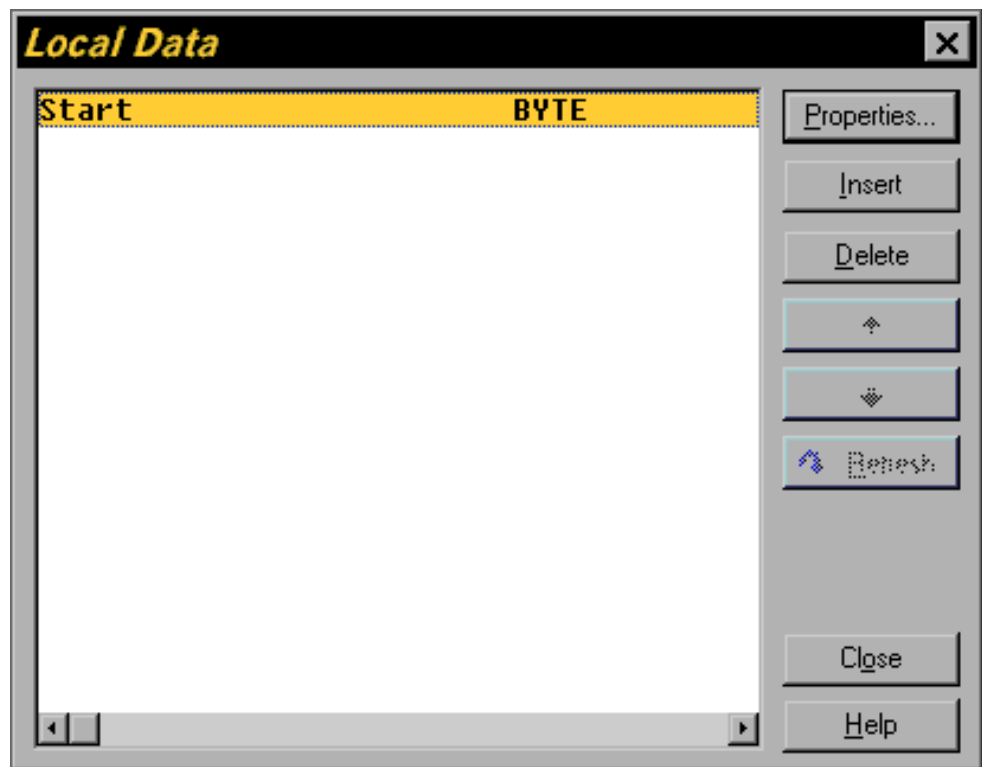 Local Data
Start BYTE
Properties...
Insert
Delete
Refresh
Close
Help